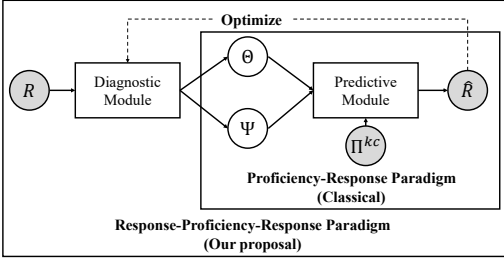 Optimize
R
Diagnostic
Module
Θ
Ψ
Predictive
Module
R̂
Π^{kc}
Proficiency-Response Paradigm
(Classical)
Response-Proficiency-Response Paradigm
(Our proposal)